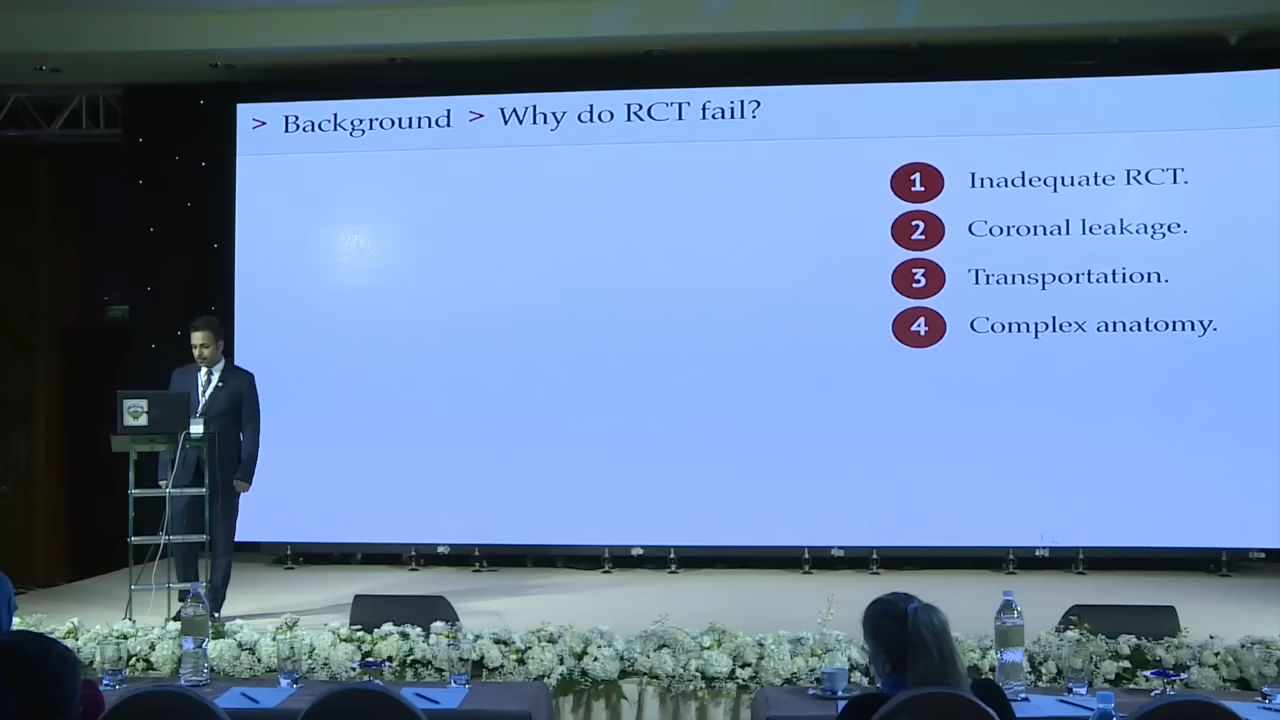 > Background > Why do RCT fail?
1 Inadequate RCT.
2 Coronal leakage.
3 Transportation.
4 Complex anatomy.